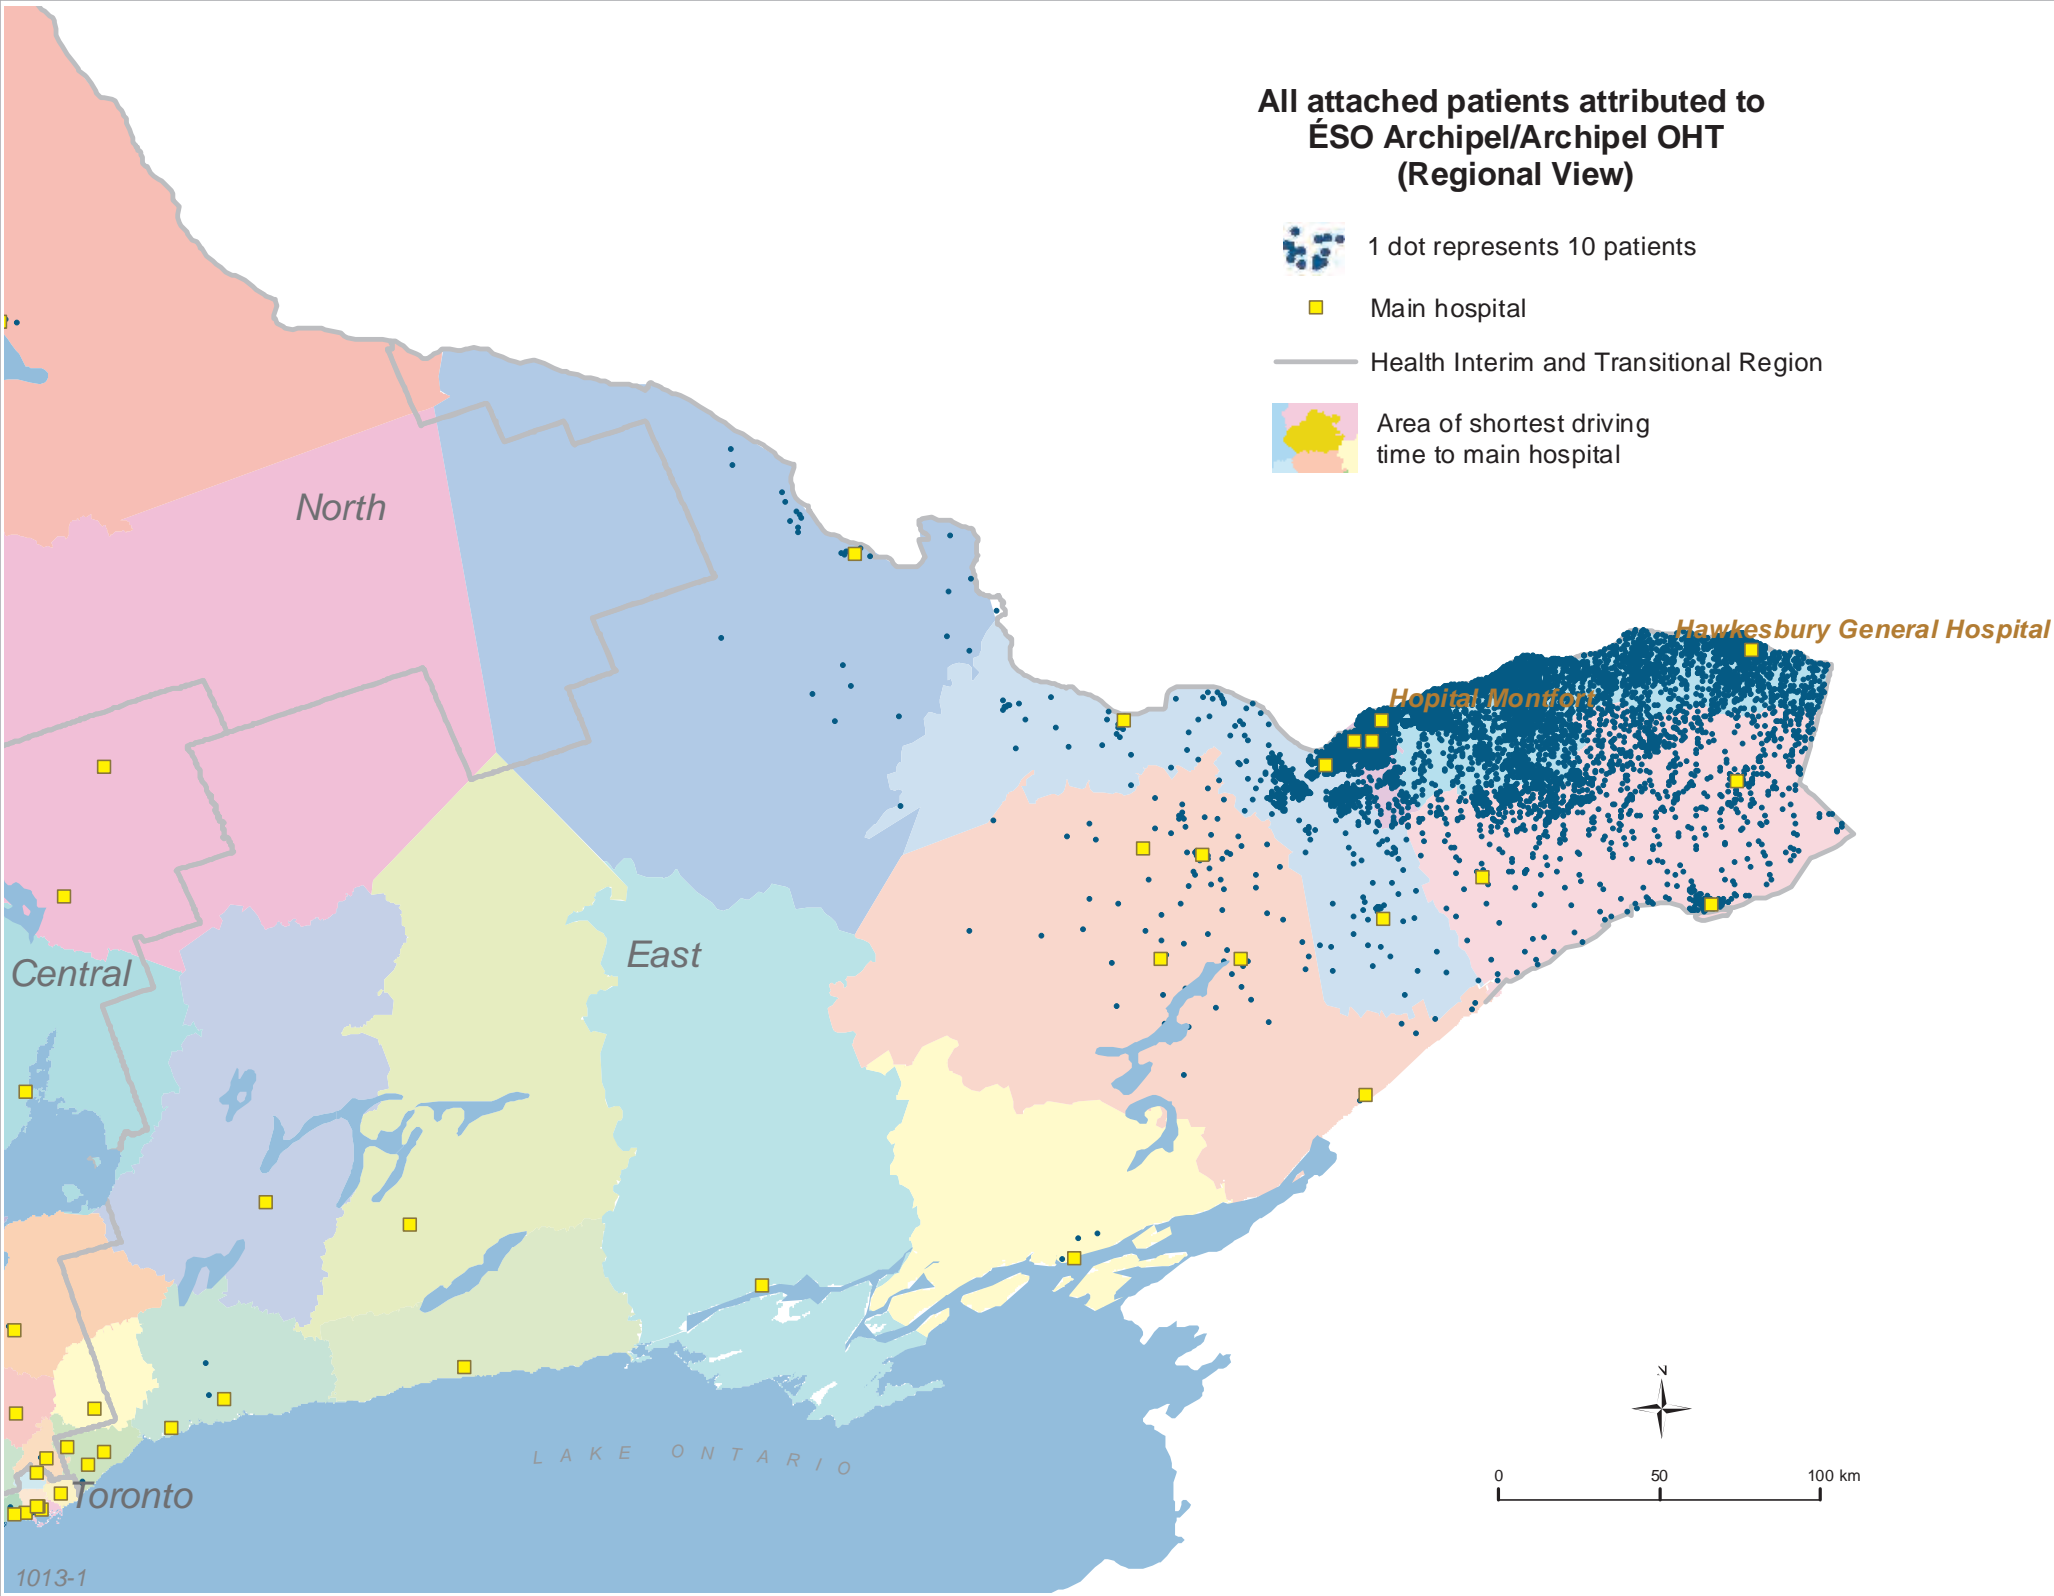 All attached patients attributed to
ÉSO Archipel/Archipel OHT
(Regional View)
1 dot represents 10 patients
Main hospital
Health Interim and Transitional Region
Area of shortest driving
time to main hospital
North
Hawkesbury General Hospital
Hopital Montfort
East
Central
LAKE ONTARIO
Toronto
N
0 50 100 km
1013-1